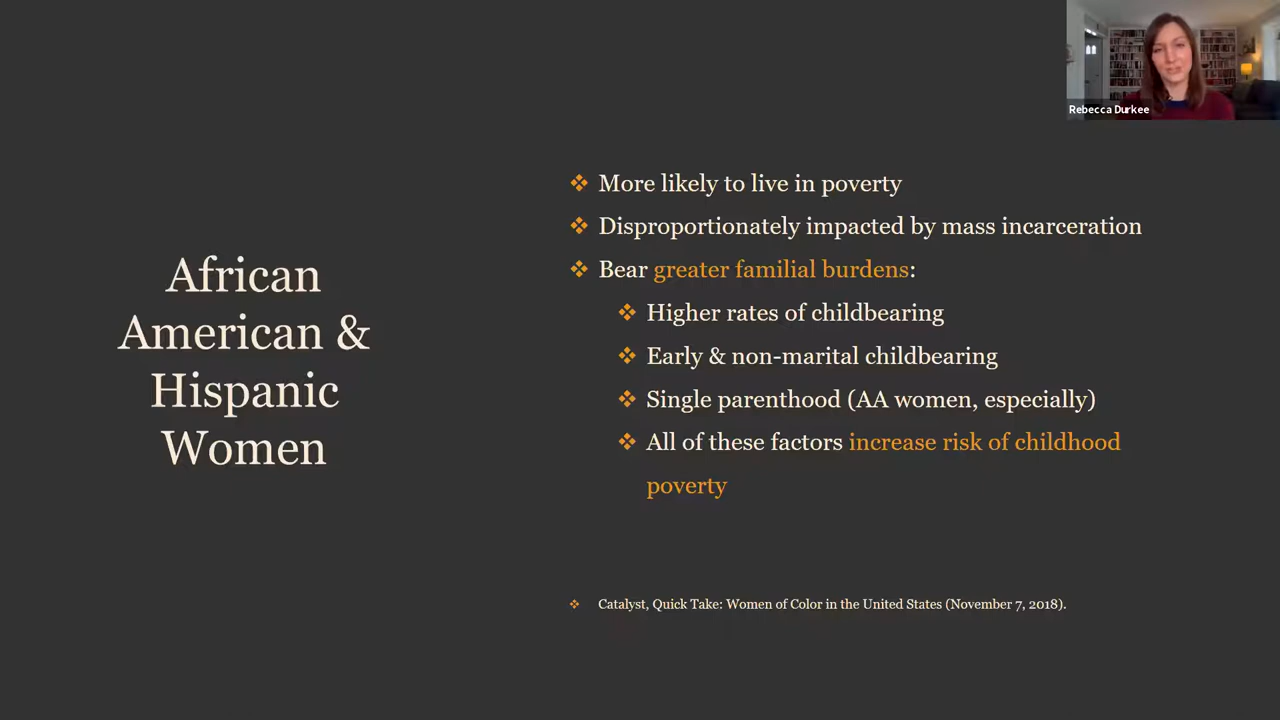 Rebecca Durkee
African
American &
Hispanic
Women
❖ More likely to live in poverty
❖ Disproportionately impacted by mass incarceration
❖ Bear greater familial burdens:
❖ Higher rates of childbearing
❖ Early & non-marital childbearing
❖ Single parenthood (AA women, especially)
❖ All of these factors increase risk of childhood
poverty
❖ Catalyst, Quick Take: Women of Color in the United States (November 7, 2018).